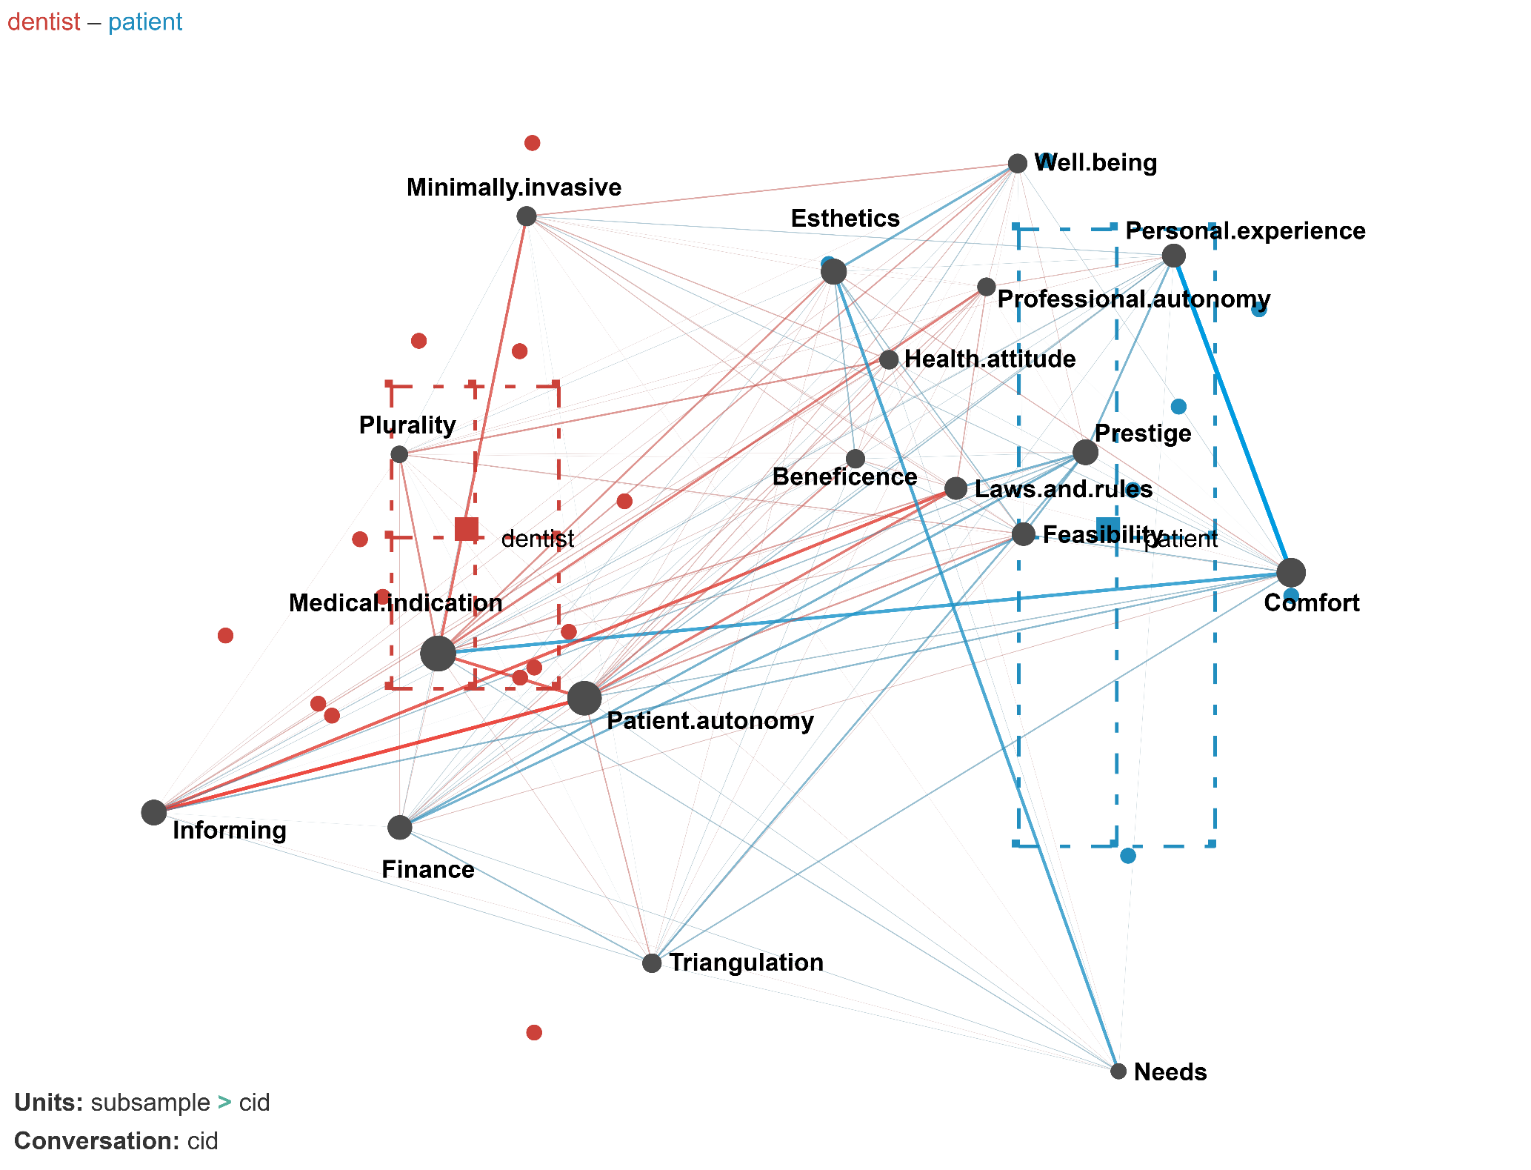 dentist – patient
Well.being
Minimally.invasive
Esthetics
Personal.experience
Professional.autonomy
Health.attitude
Plurality
Prestige
Beneficence
Laws.and.rules
dentist
Feasibility
patient
Medical.indication
Comfort
Patient.autonomy
Informing
Finance
Triangulation
Needs
Units: subsample > cid
Conversation: cid